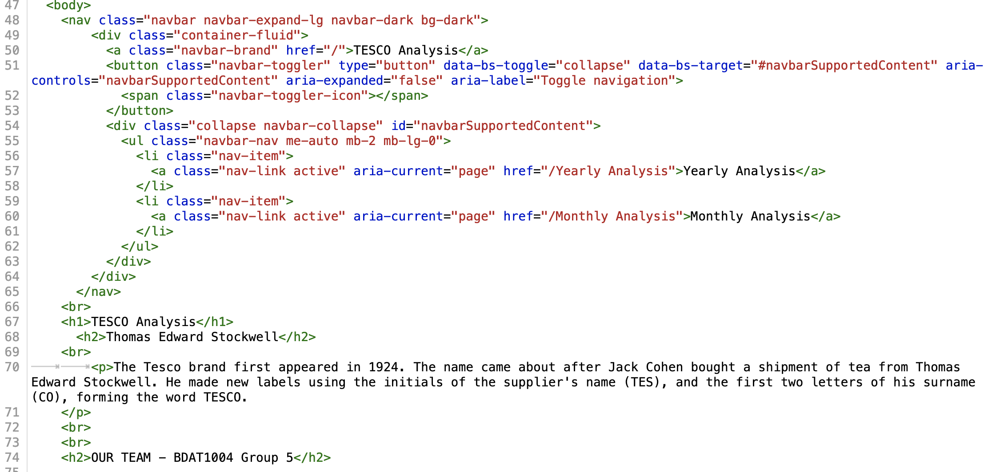 47 <body>
48 <nav class="navbar navbar-expand-lg navbar-dark bg-dark">
49 <div class="container-fluid">
50 <a class="navbar-brand" href="/">TESCO Analysis</a>
51 <button class="navbar-toggler" type="button" data-bs-toggle="collapse" data-bs-target="#navbarSupportedContent" aria-
controls="navbarSupportedContent" aria-expanded="false" aria-label="Toggle navigation">
52 <span class="navbar-toggler-icon"></span>
53 </button>
54 <div class="collapse navbar-collapse" id="navbarSupportedContent">
55 <ul class="navbar-nav me-auto mb-2 mb-lg-0">
56 <li class="nav-item">
57 <a class="nav-link active" aria-current="page" href="/Yearly Analysis">Yearly Analysis</a>
58 </li>
59 <li class="nav-item">
60 <a class="nav-link active" aria-current="page" href="/Monthly Analysis">Monthly Analysis</a>
61 </li>
62 </ul>
63 </div>
64 </div>
65 </nav>
66 <br>
67 <h1>TESCO Analysis</h1>
68 <h2>Thomas Edward Stockwell</h2>
69 <br>
70 <p>The Tesco brand first appeared in 1924. The name came about after Jack Cohen bought a shipment of tea from Thomas
Edward Stockwell. He made new labels using the initials of the supplier's name (TES), and the first two letters of his surname
(CO), forming the word TESCO.
71 </p>
72 <br>
73 <br>
74 <h2>OUR TEAM - BDAT1004 Group 5</h2>
75